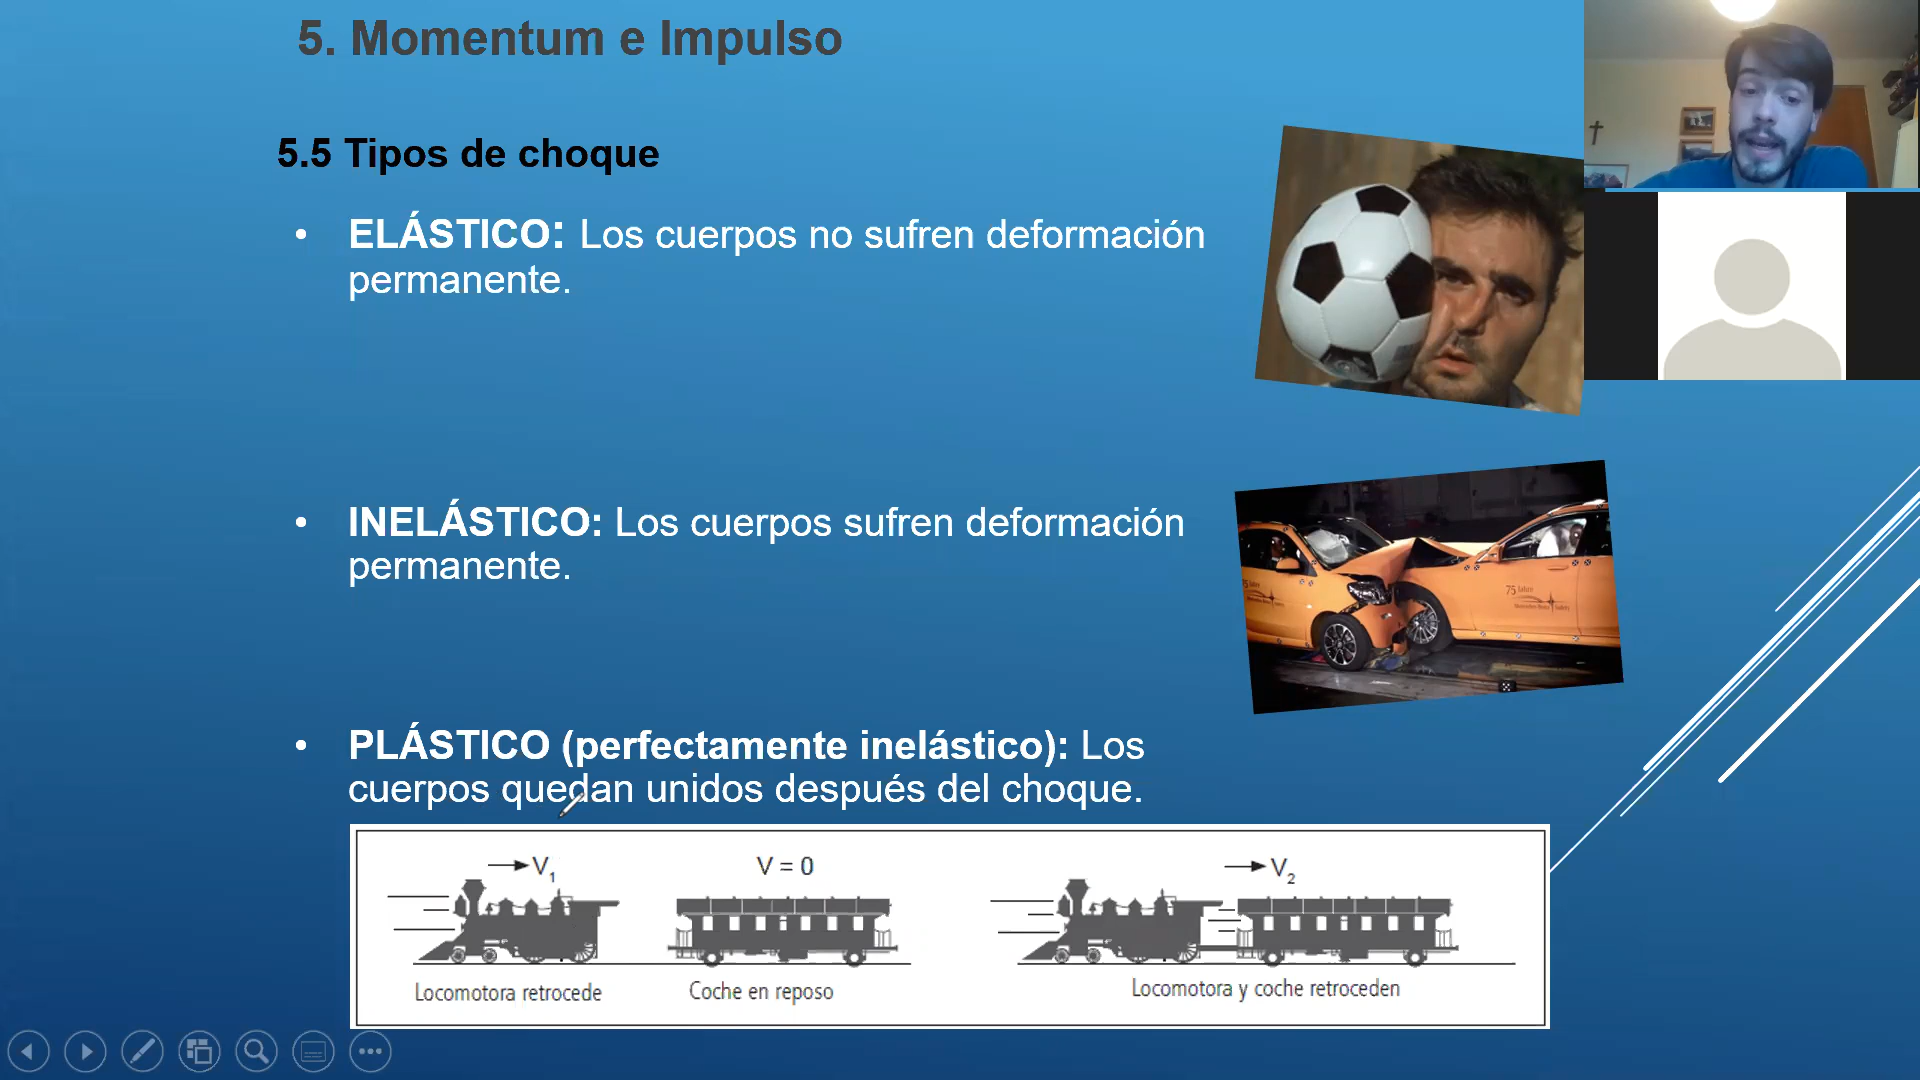 5. Momentum e Impulso
5.5 Tipos de choque
• ELÁSTICO: Los cuerpos no sufren deformación
permanente.
• INELÁSTICO: Los cuerpos sufren deformación
permanente.
75 Jahre
• PLÁSTICO (perfectamente inelástico): Los
cuerpos quedan unidos después del choque.
V1
V = 0
V2
Locomotora retrocede
Coche en reposo
Locomotora y coche retroceden